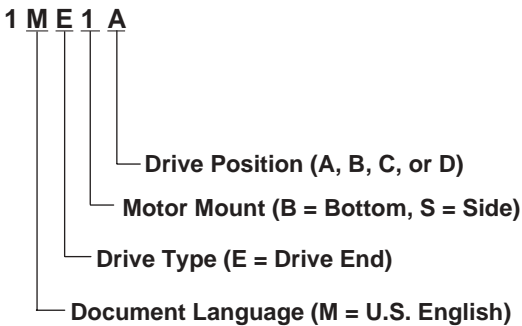 1 M E 1 A
Drive Position (A, B, C, or D)
Motor Mount (B = Bottom, S = Side)
Drive Type (E = Drive End)
Document Language (M = U.S. English)